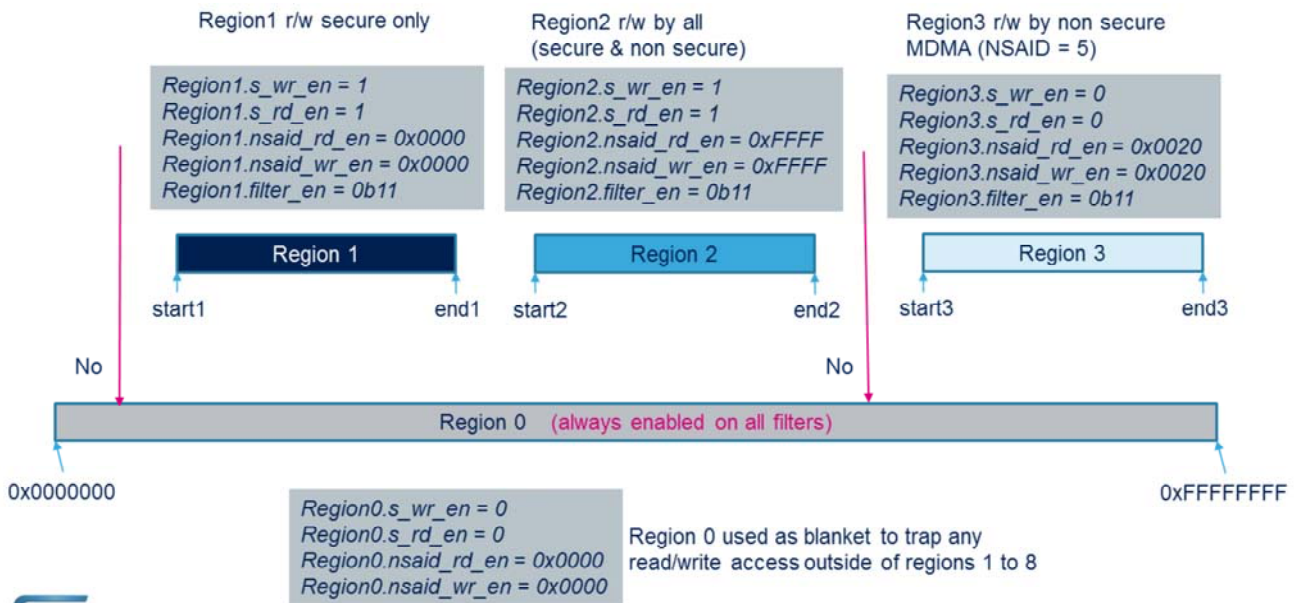 Region1 r/w secure only
Region2 r/w by all
(secure & non secure)
Region3 r/w by non secure
MDMA (NSAID = 5)
Region1.s_wr_en = 1
Region1.s_rd_en = 1
Region1.nsaid_rd_en = 0x0000
Region1.nsaid_wr_en = 0x0000
Region1.filter_en = 0b11
Region2.s_wr_en = 1
Region2.s_rd_en = 1
Region2.nsaid_rd_en = 0xFFFF
Region2.nsaid_wr_en = 0xFFFF
Region2.filter_en = 0b11
Region3.s_wr_en = 0
Region3.s_rd_en = 0
Region3.nsaid_rd_en = 0x0020
Region3.nsaid_wr_en = 0x0020
Region3.filter_en = 0b11
Region 1
Region 2
Region 3
start1
end1
start2
end2
start3
end3
No
No
Region 0 (always enabled on all filters)
0x0000000
0xFFFFFFFF
Region0.s_wr_en = 0
Region0.s_rd_en = 0
Region0.nsaid_rd_en = 0x0000
Region0.nsaid_wr_en = 0x0000
Region 0 used as blanket to trap any
read/write access outside of regions 1 to 8